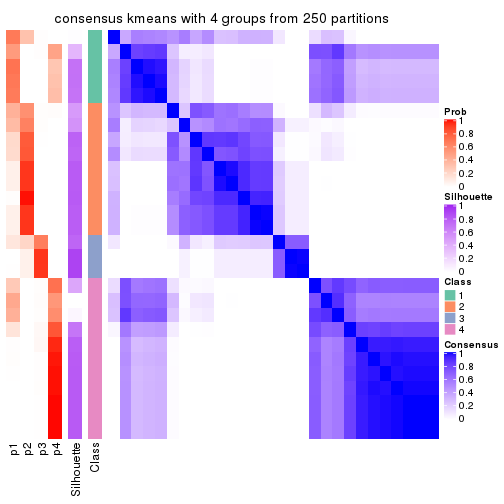 consensus kmeans with 4 groups from 250 partitions
Prob
1
0.8
0.6
0.4
0.2
0
Silhouette
1
0.8
0.6
0.4
0.2
0
Class
1
2
3
4
Consensus
1
0.8
0.6
0.4
0.2
0
p1
p2
p3
p4
Silhouette
Class